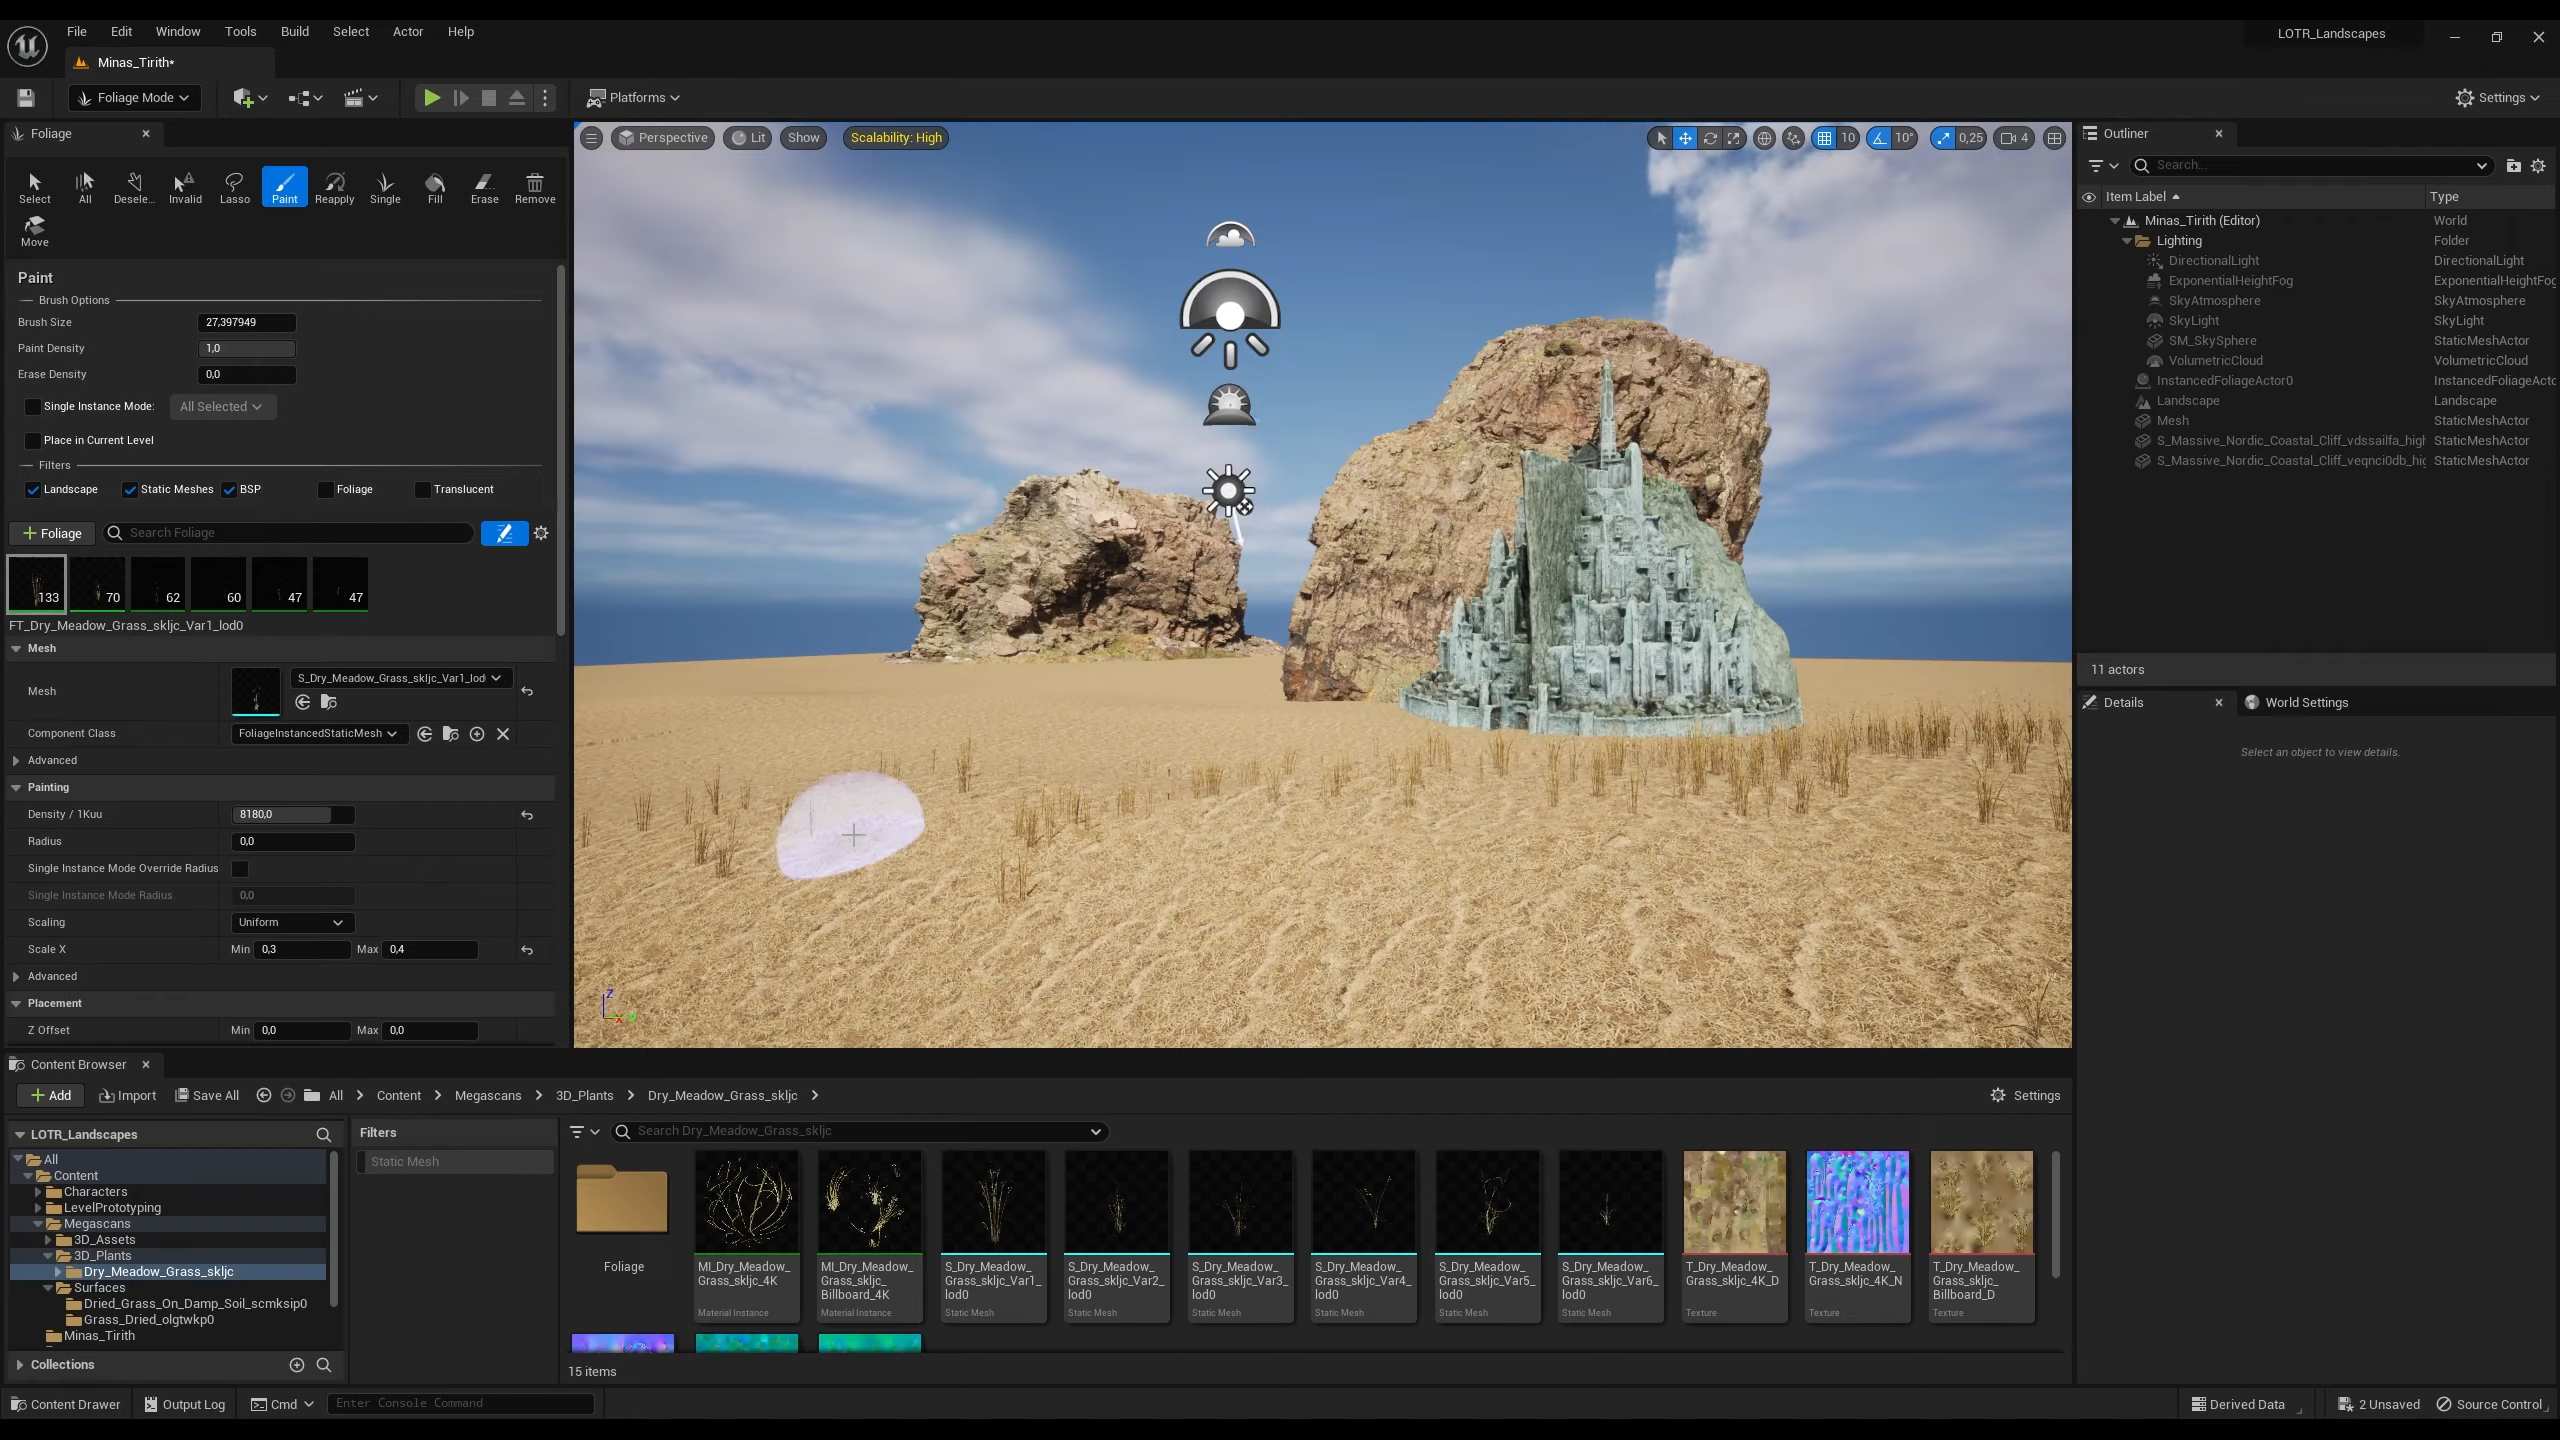 File Edit Window Tools Build Select Actor Help
LOTR_Landscapes
Minas_Tirith*
Foliage Mode
Platforms
Settings
Foliage
Select All Desele... Invalid Lasso Paint Reapply Single Fill Erase Remove
Move
Paint
Brush Options
Brush Size 27,397949
Paint Density 1,0
Erase Density 0,0
Single Instance Mode: All Selected
Place in Current Level
Filters
Landscape Static Meshes BSP Foliage Translucent
Foliage Search Foliage
133 70 62 60 47 47
FT_Dry_Meadow_Grass_skljc_Var1_lod0
Mesh
Mesh S_Dry_Meadow_Grass_skljc_Var1_lod
Component Class FoliageInstancedStaticMesh
Advanced
Painting
Density / 1Kuu 8180,0
Radius 0,0
Single Instance Mode Override Radius
Single Instance Mode Radius 0,0
Scaling Uniform
Scale X Min 0,3 Max 0,4
Advanced
Placement
Z Offset Min 0,0 Max 0,0
Perspective Lit Show Scalability: High
10 10° 0,25 4
Z
X
Outliner
Search...
Item Label Type
Minas_Tirith (Editor) World
Lighting Folder
DirectionalLight DirectionalLight
ExponentialHeightFog ExponentialHeightFog
SkyAtmosphere SkyAtmosphere
SkyLight SkyLight
SM_SkySphere StaticMeshActor
VolumetricCloud VolumetricCloud
InstancedFoliageActor0 InstancedFoliageActo
Landscape Landscape
Mesh StaticMeshActor
S_Massive_Nordic_Coastal_Cliff_vdssailfa_high StaticMeshActor
S_Massive_Nordic_Coastal_Cliff_veqnci0db_hig StaticMeshActor
11 actors
Details World Settings
Select an object to view details.
Content Browser
Add Import Save All All Content Megascans 3D_Plants Dry_Meadow_Grass_skljc
Settings
LOTR_Landscapes
All
Content
Characters
LevelPrototyping
Megascans
3D_Assets
3D_Plants
Dry_Meadow_Grass_skljc
Surfaces
Dried_Grass_On_Damp_Soil_scmksip0
Grass_Dried_olgtwkp0
Minas_Tirith
Collections
Filters
Static Mesh
Search Dry_Meadow_Grass_skljc
Foliage
MI_Dry_Meadow_
Grass_skljc_4K
Material Instance
MI_Dry_Meadow_
Grass_skljc_
Billboard_4K
Material Instance
S_Dry_Meadow_
Grass_skljc_Var1_
lod0
Static Mesh
S_Dry_Meadow_
Grass_skljc_Var2_
lod0
Static Mesh
S_Dry_Meadow_
Grass_skljc_Var3_
lod0
Static Mesh
S_Dry_Meadow_
Grass_skljc_Var4_
lod0
Static Mesh
S_Dry_Meadow_
Grass_skljc_Var5_
lod0
Static Mesh
S_Dry_Meadow_
Grass_skljc_Var6_
lod0
Static Mesh
T_Dry_Meadow_
Grass_skljc_4K_D
Texture
T_Dry_Meadow_
Grass_skljc_4K_N
Texture
T_Dry_Meadow_
Grass_skljc_
Billboard_D
Texture
15 items
Content Drawer Output Log Cmd Enter Console Command
Derived Data 2 Unsaved Source Control